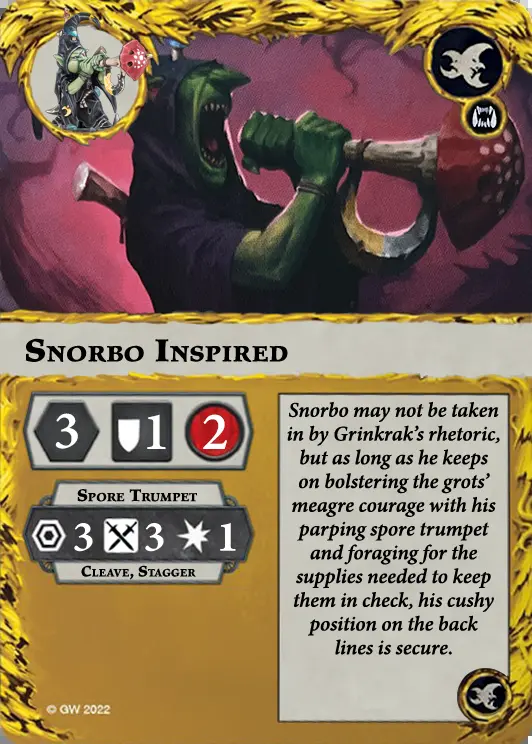 Snorbo Inspired
3 1 2
Spore Trumpet
3 3 1
Cleave, Stagger
Snorbo may not be taken
in by Grinkrak's rhetoric,
but as long as he keeps
on bolstering the grots'
meagre courage with his
parping spore trumpet
and foraging for the
supplies needed to keep
them in check, his cushy
position on the back
lines is secure.
© GW 2022